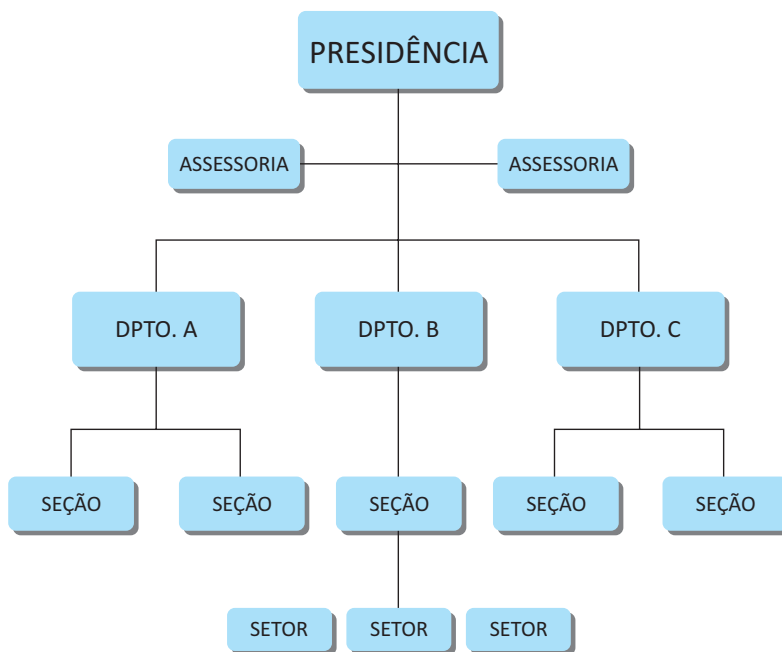 PRESIDÊNCIA
ASSESSORIA
ASSESSORIA
DPTO. A
DPTO. B
DPTO. C
SEÇÃO
SEÇÃO
SEÇÃO
SEÇÃO
SEÇÃO
SETOR
SETOR
SETOR